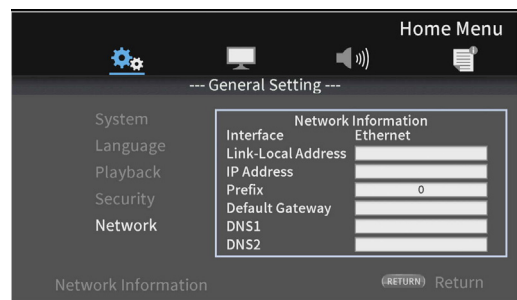 Home Menu
--- General Setting ---
System
Language
Playback
Security
Network
Network Information
Interface Ethernet
Link-Local Address
IP Address
Prefix 0
Default Gateway
DNS1
DNS2
Network Information
RETURN Return